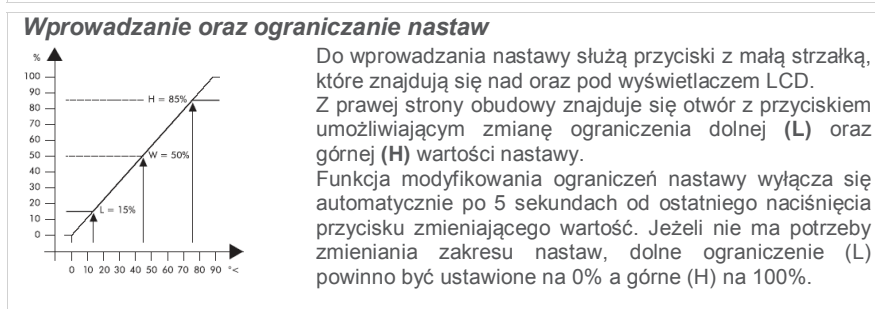 Wprowadzanie oraz ograniczanie nastaw
%
100
90
80
70
60
50
40
30
20
10
0
H = 85%
W = 50%
L = 15%
0 10 20 30 40 50 60 70 80 90 °<
Do wprowadzania nastawy służą przyciski z małą strzałką,
które znajdują się nad oraz pod wyświetlaczem LCD.
Z prawej strony obudowy znajduje się otwór z przyciskiem
umożliwiającym zmianę ograniczenia dolnej (L) oraz
górnej (H) wartości nastawy.
Funkcja modyfikowania ograniczeń nastawy wyłącza się
automatycznie po 5 sekundach od ostatniego naciśnięcia
przycisku zmieniającego wartość. Jeżeli nie ma potrzeby
zmieniania zakresu nastaw, dolne ograniczenie (L)
powinno być ustawione na 0% a górne (H) na 100%.